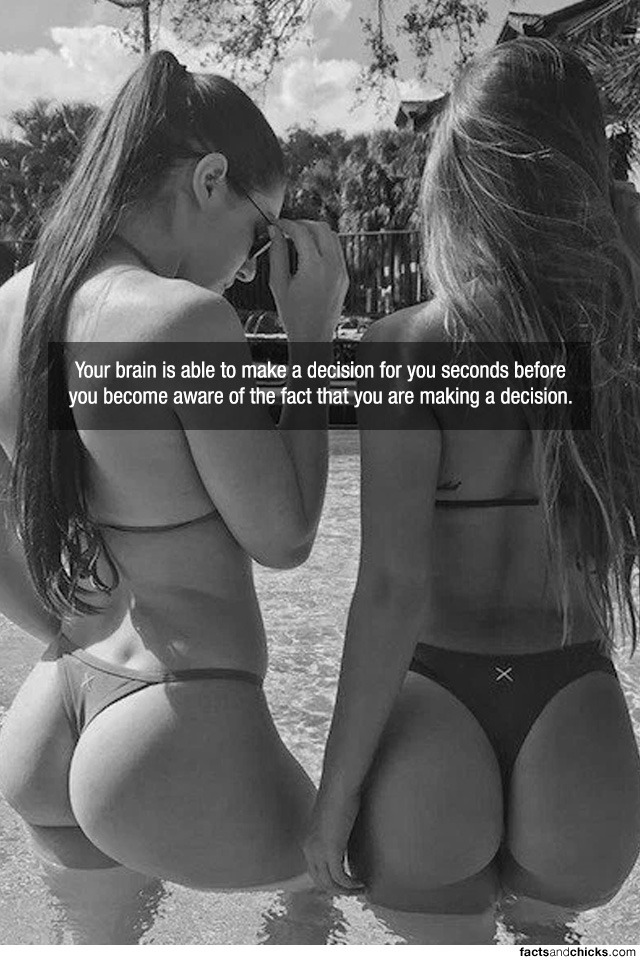 Your brain is able to make a decision for you seconds before
you become aware of the fact that you are making a decision.
factsandchicks.com